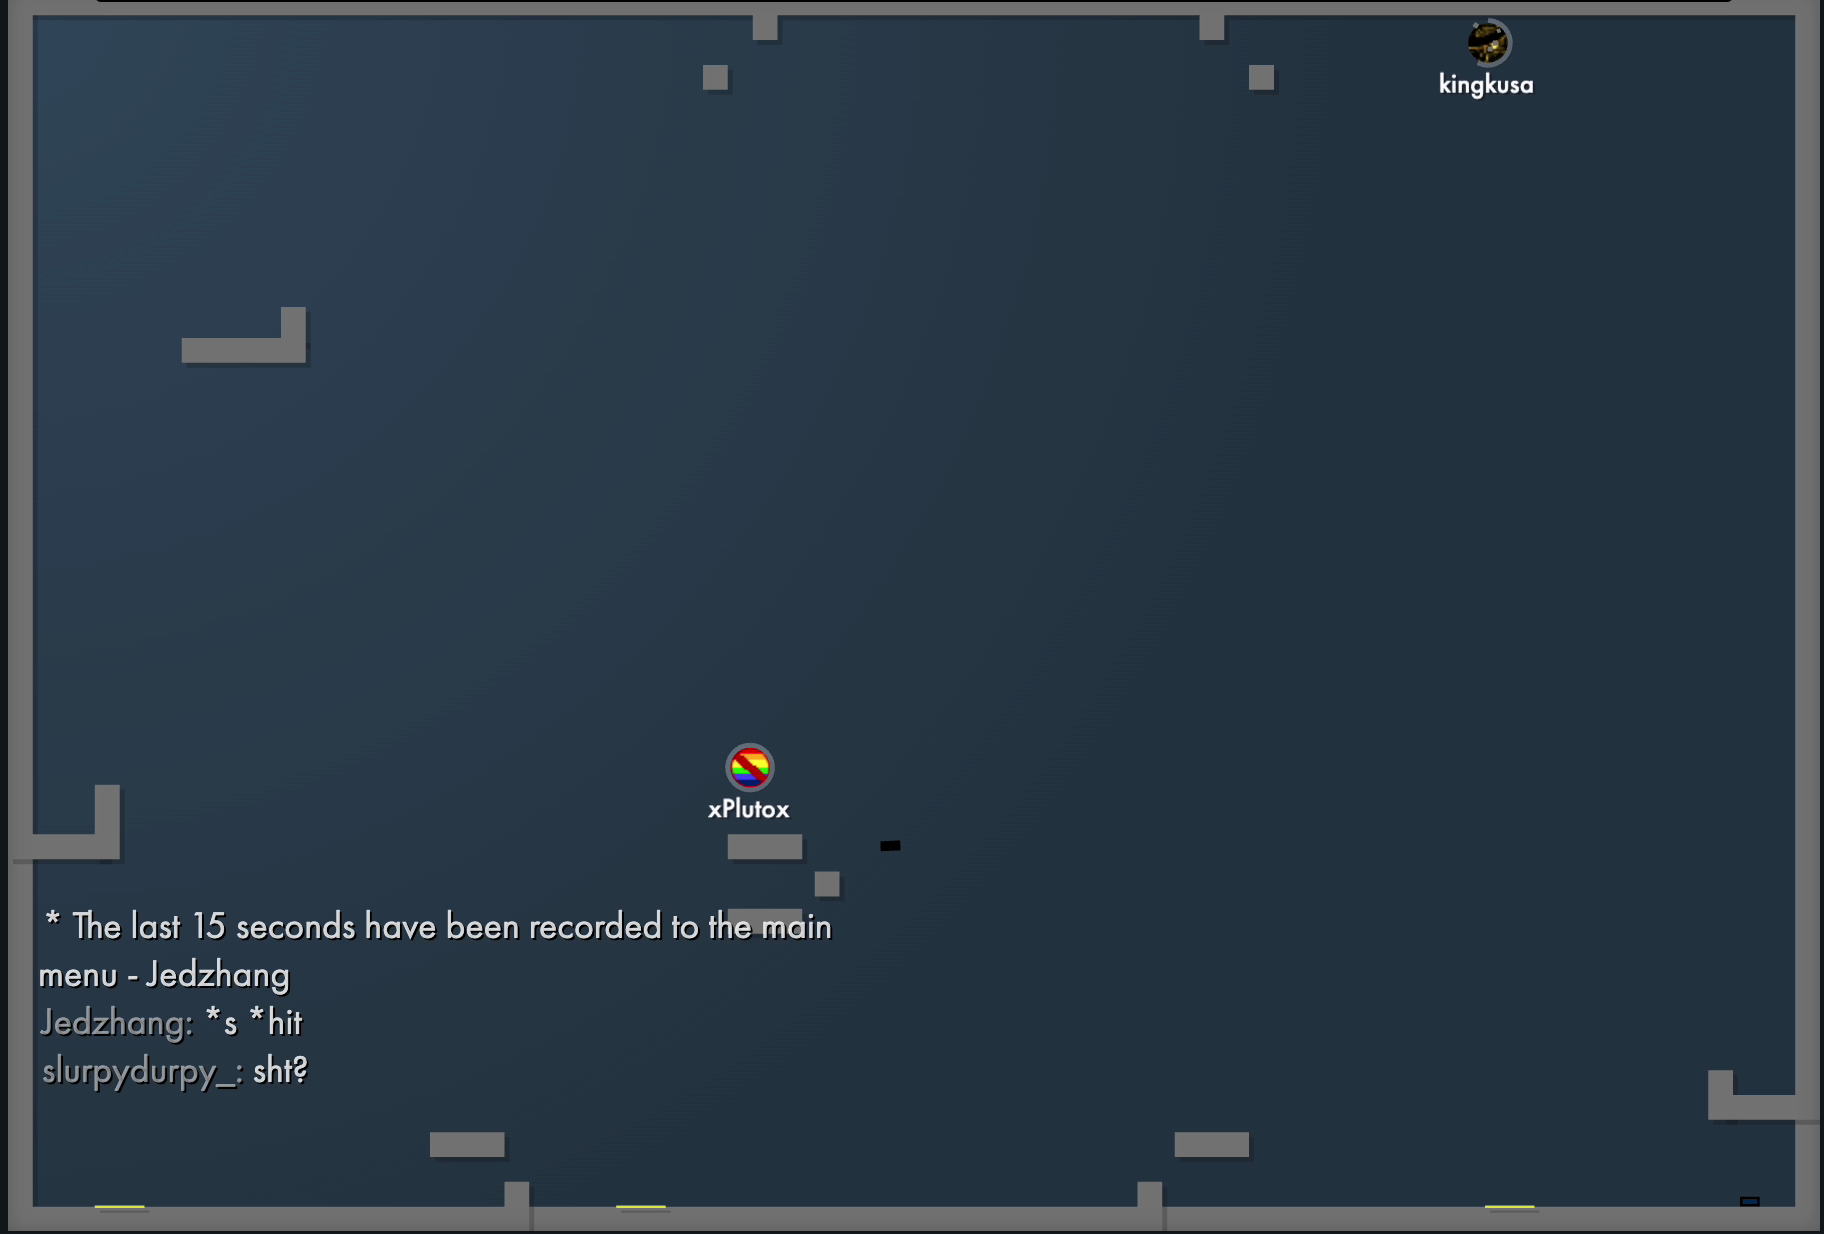 kingkusa
xPlutox
* The last 15 seconds have been recorded to the main
menu - Jedzhang
Jedzhang: *s *hit
slurpydurpy_: sht?